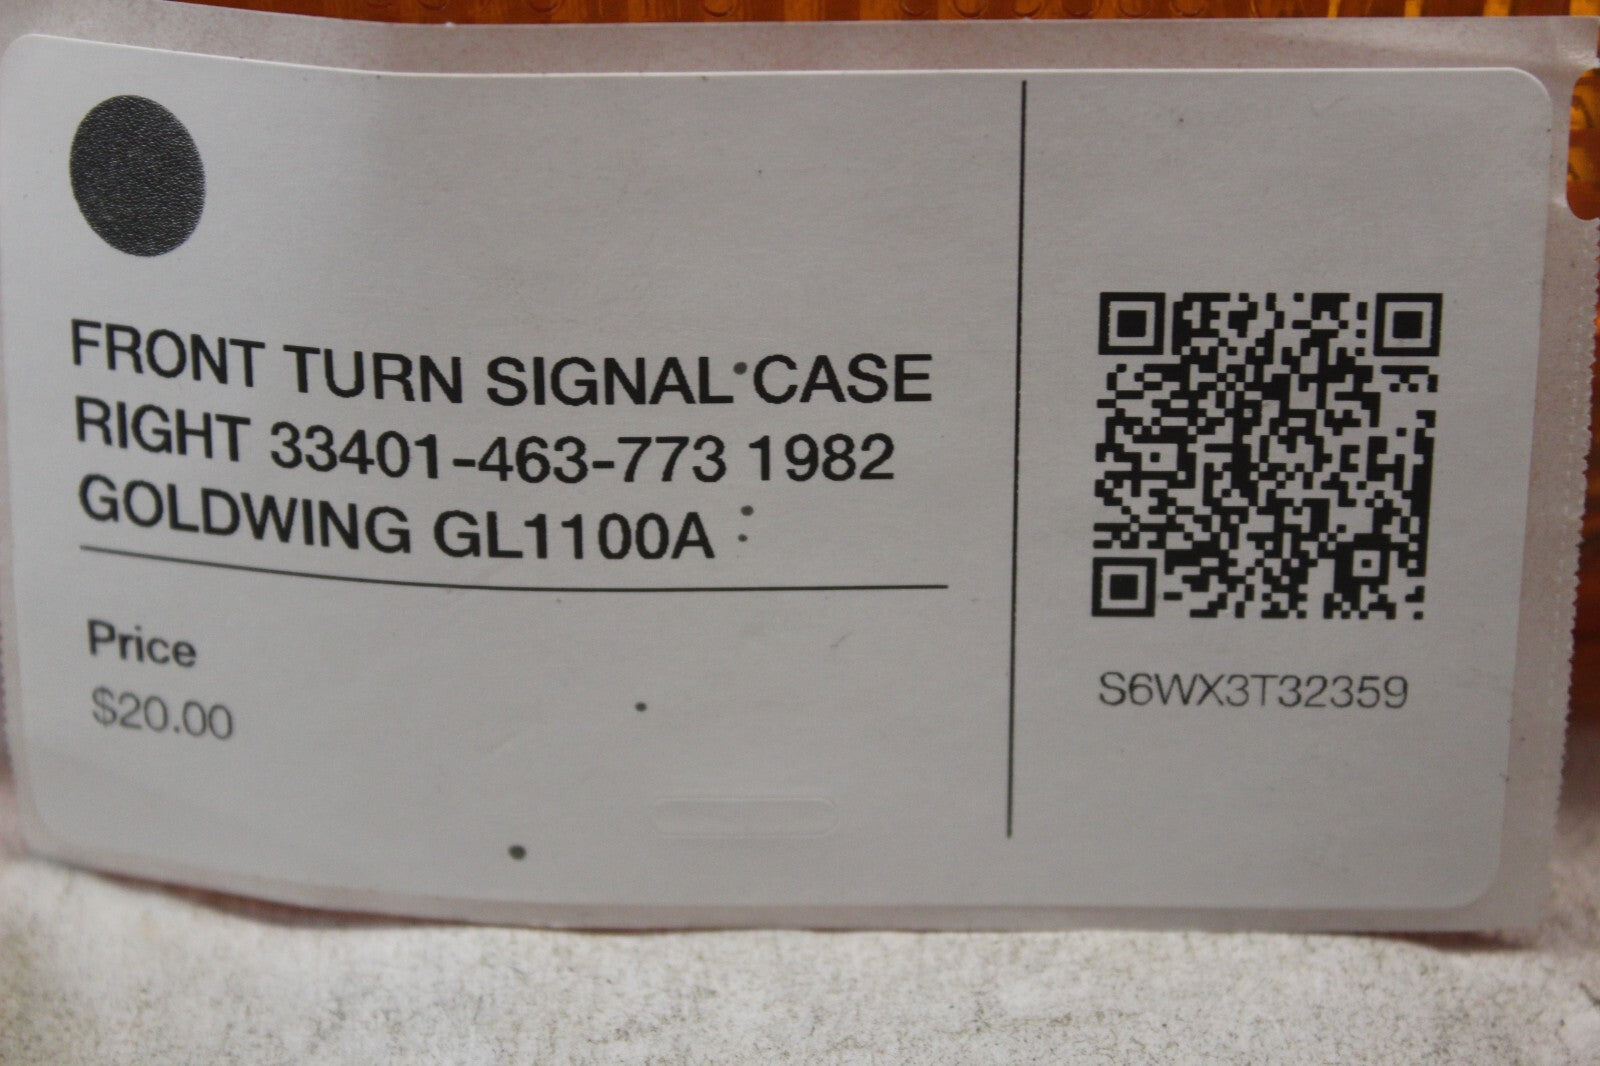 FRONT TURN SIGNAL CASE
RIGHT 33401-463-773 1982
GOLDWING GL1100A
Price
$20.00
S6WX3T32359